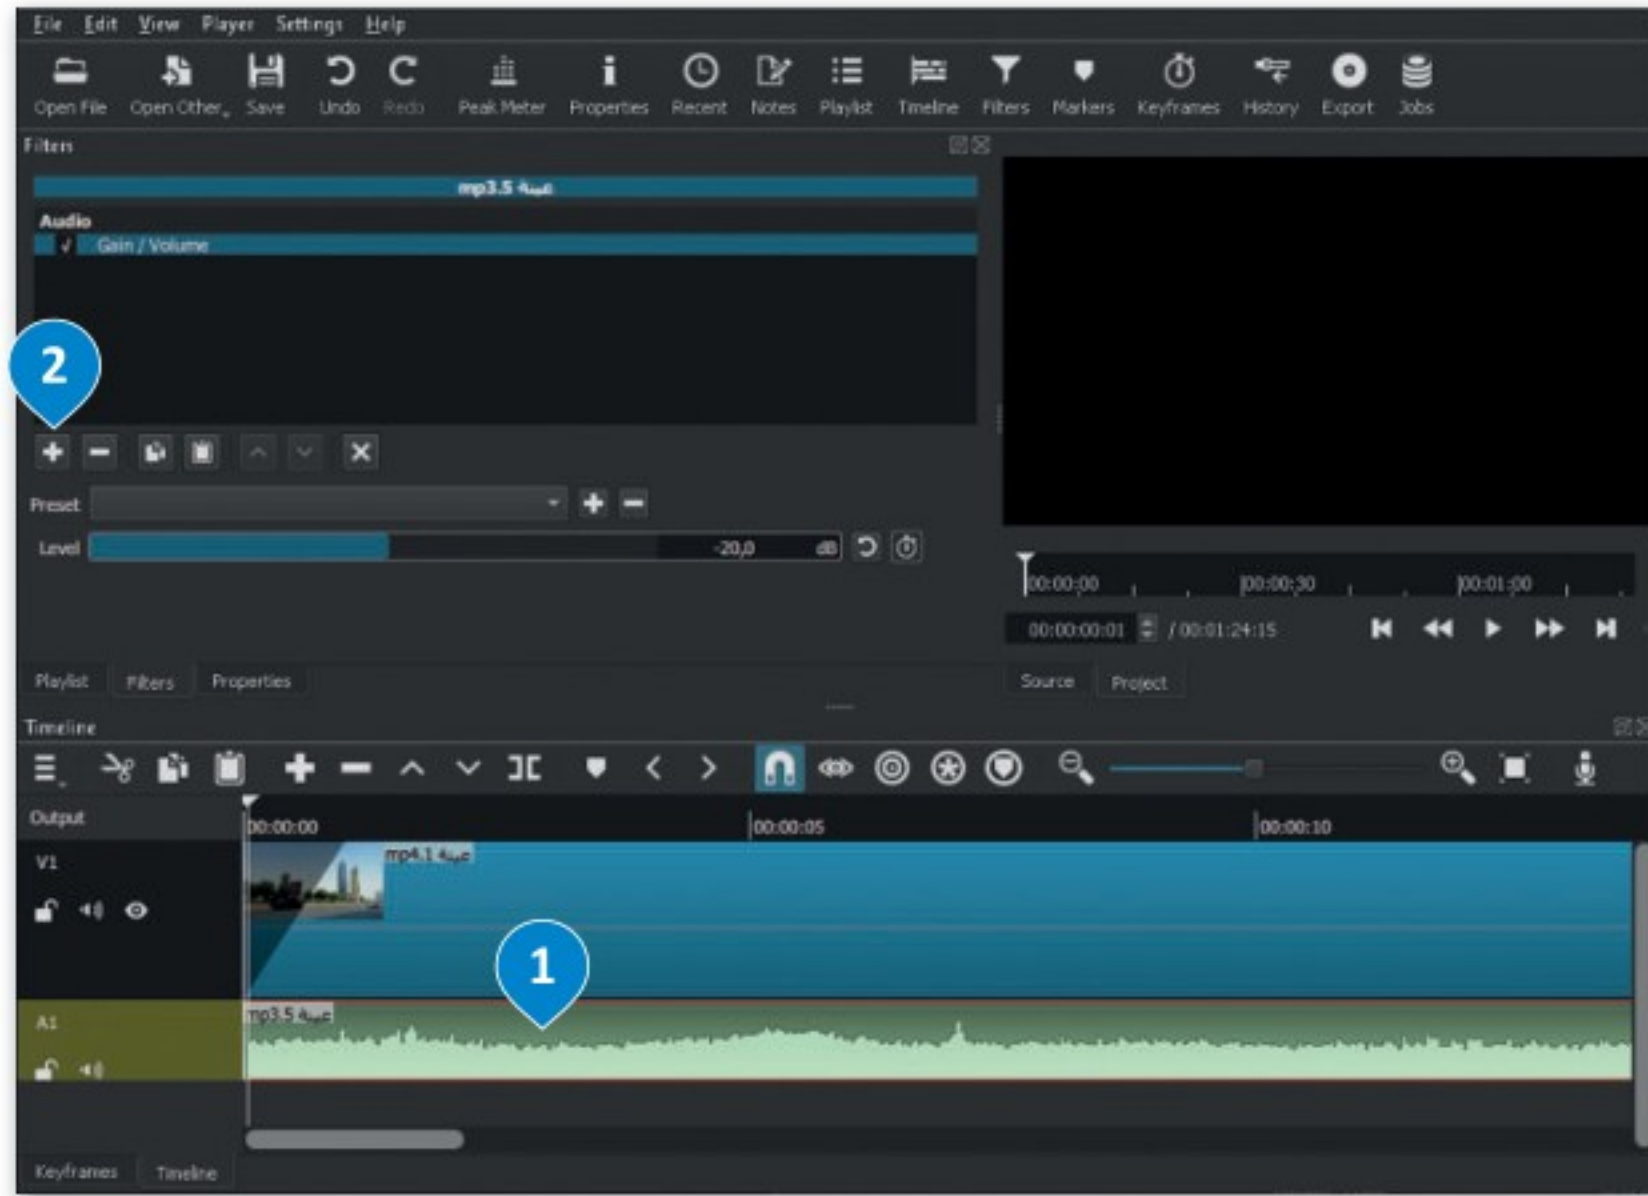 File Edit View Player Settings Help
Open File Open Other Save Undo Redo Peak Meter Properties Recent Notes Playlist Timeline Filters Markers Keyframes History Export Jobs
Filters
عينة mp3.5
Audio
Gain / Volume
2
Preset
Level -20,0 dB
00:00:00 00:00:30 00:01:00
00:00:00:01 / 00:01:24:15
Playlist Filters Properties
Source Project
Timeline
Output
00:00:00 00:00:05 00:00:10
V1
عينة mp4.1
1
A1
عينة mp3.5
Keyframes Timeline